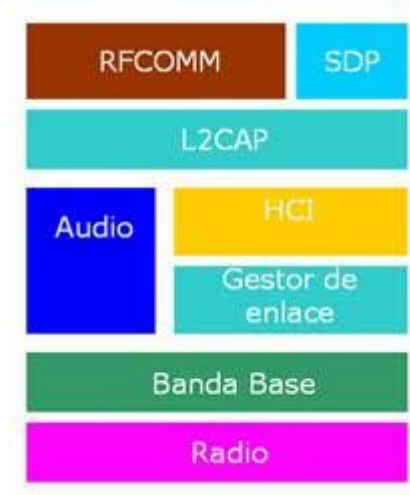 RFCOMM
SDP
L2CAP
Audio
HCI
Gestor de
enlace
Banda Base
Radio